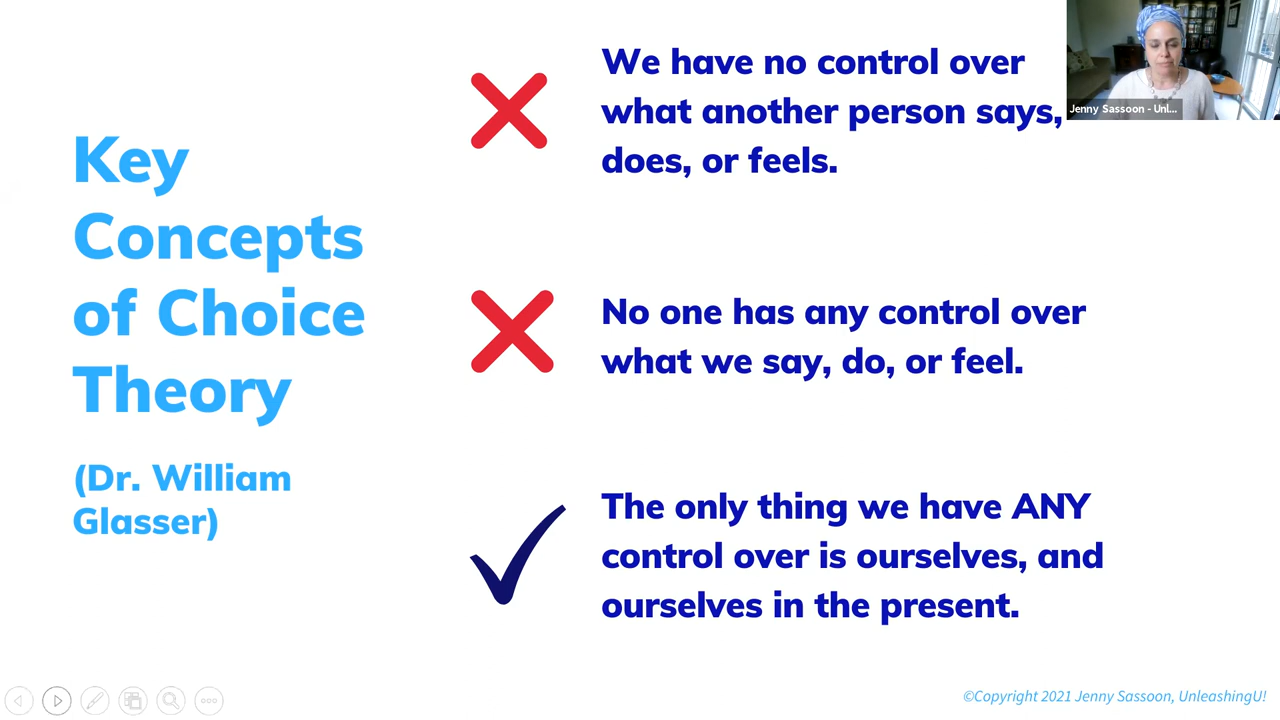 Key
Concepts
of Choice
Theory
(Dr. William
Glasser)
We have no control over
what another person says,
does, or feels.
No one has any control over
what we say, do, or feel.
The only thing we have ANY
control over is ourselves, and
ourselves in the present.
Jenny Sassoon - Unl...
©Copyright 2021 Jenny Sassoon, UnleashingU!